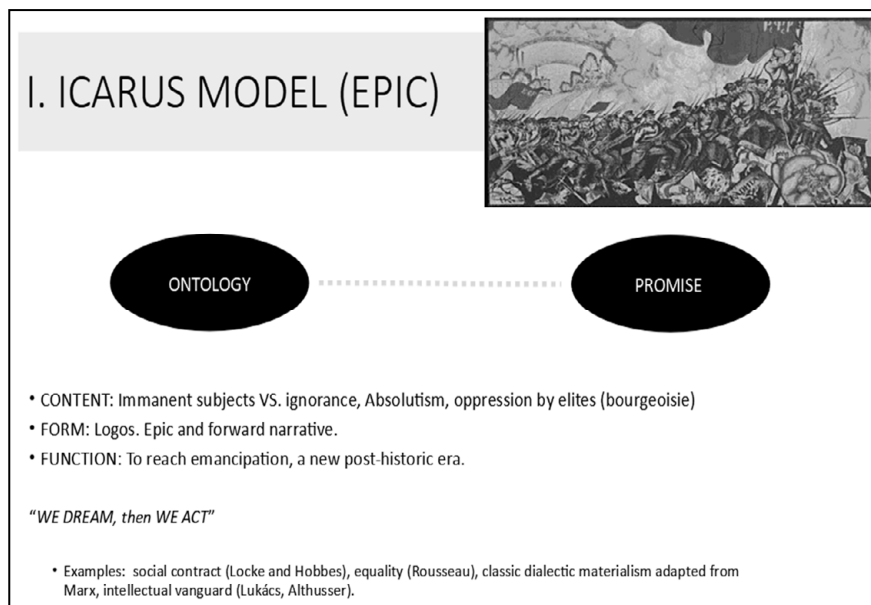 I. ICARUS MODEL (EPIC)
ONTOLOGY
PROMISE
• CONTENT: Immanent subjects VS. ignorance, Absolutism, oppression by elites (bourgeoisie)
• FORM: Logos. Epic and forward narrative.
• FUNCTION: To reach emancipation, a new post-historic era.
“WE DREAM, then WE ACT”
• Examples: social contract (Locke and Hobbes), equality (Rousseau), classic dialectic materialism adapted from
Marx, intellectual vanguard (Lukács, Althusser).